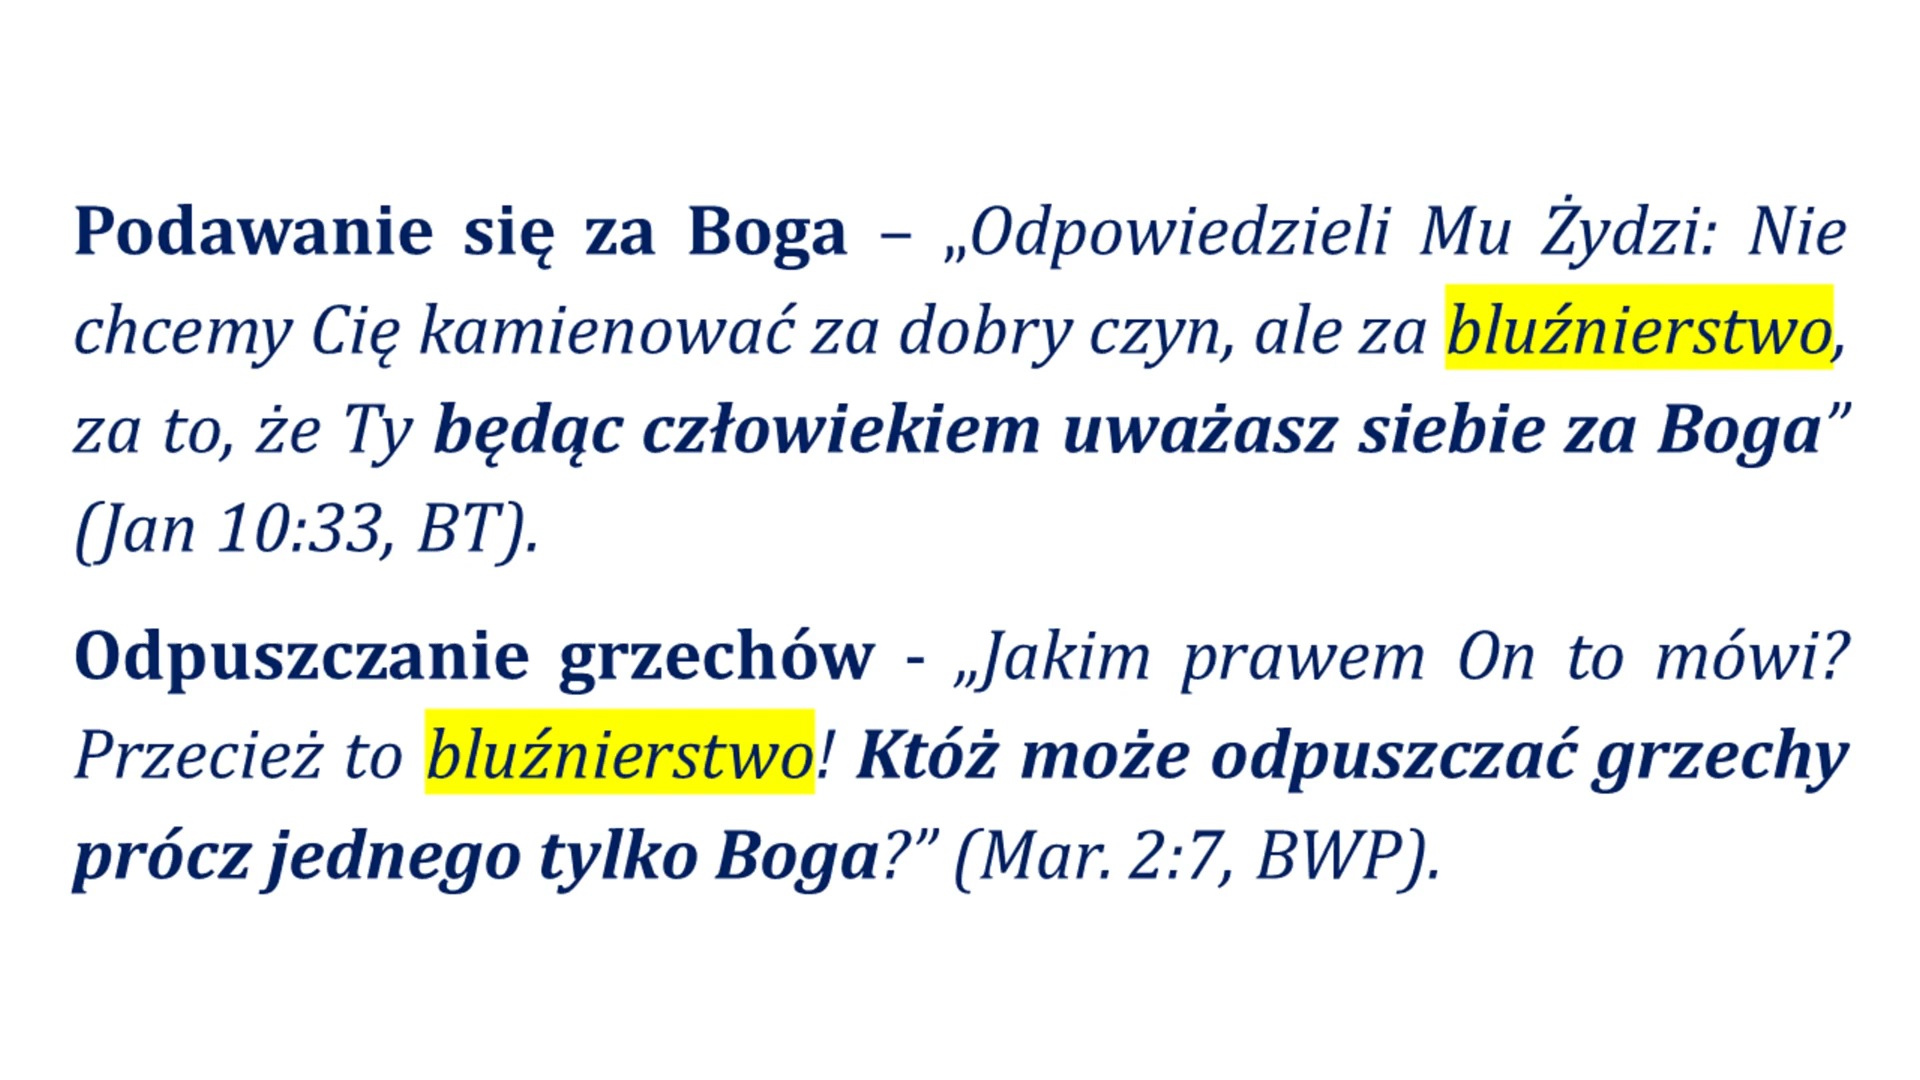 Podawanie się za Boga – „Odpowiedzieli Mu Żydzi: Nie
chcemy Cię kamienować za dobry czyn, ale za bluźnierstwo,
za to, że Ty będąc człowiekiem uważasz siebie za Boga”
(Jan 10:33, BT).
Odpuszczanie grzechów - „Jakim prawem On to mówi?
Przecież to bluźnierstwo! Któż może odpuszczać grzechy
prócz jednego tylko Boga?” (Mar. 2:7, BWP).